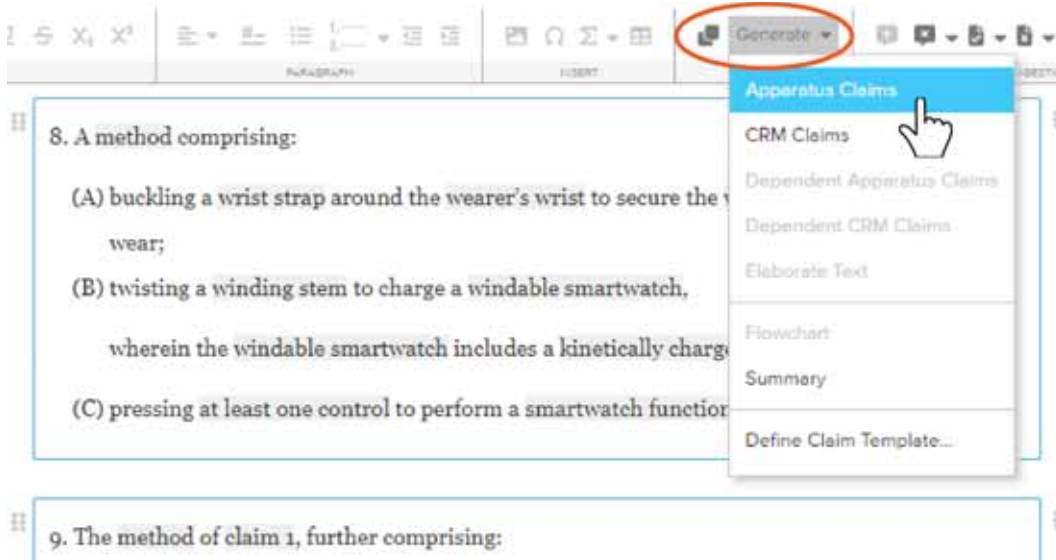 Generate
PARAGRAPH
INSERT
Apparatus Claims
CRM Claims
Dependent Apparatus Claims
Dependent CRM Claims
Elaborate Text
Flowchart
Summary
Define Claim Template...
8. A method comprising:
(A) buckling a wrist strap around the wearer's wrist to secure the
wear;
(B) twisting a winding stem to charge a windable smartwatch,
wherein the windable smartwatch includes a kinetically charg
(C) pressing at least one control to perform a smartwatch function
9. The method of claim 1, further comprising: